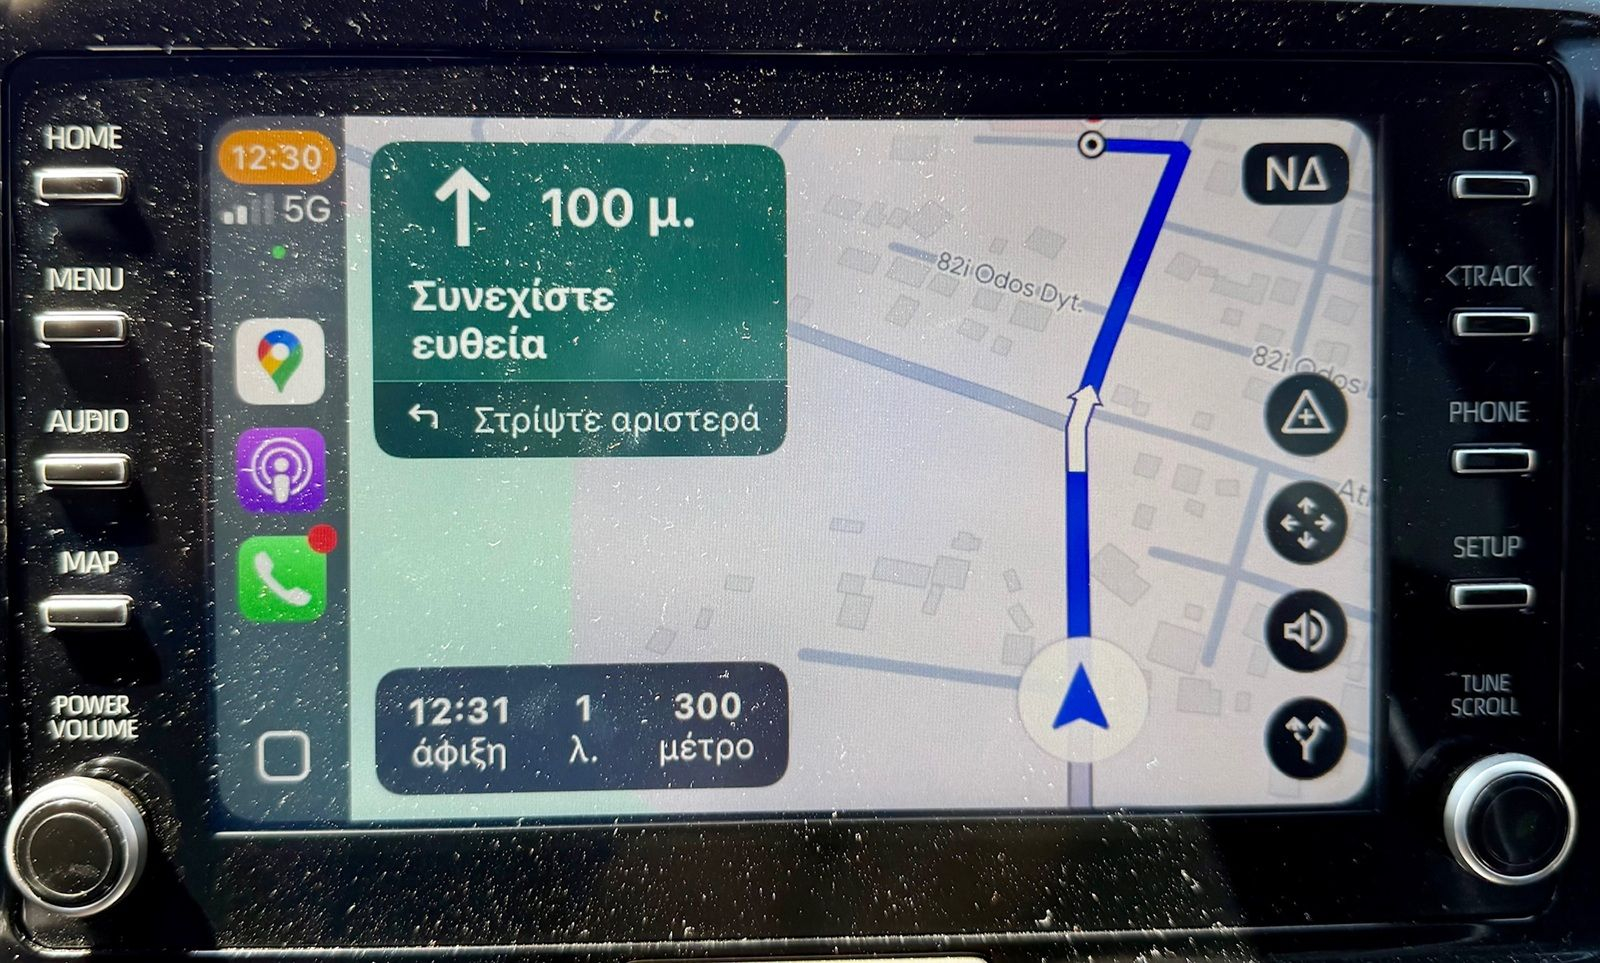 HOME
MENU
AUDIO
MAP
POWER
VOLUME
12:30
5G
100 μ.
Συνεχίστε
ευθεία
Στρίψτε αριστερά
12:31 1 300
άφιξη λ. μέτρο
82i Odos Dyt.
82i Odos
ΝΔ
CH >
<TRACK
PHONE
SETUP
TUNE
SCROLL